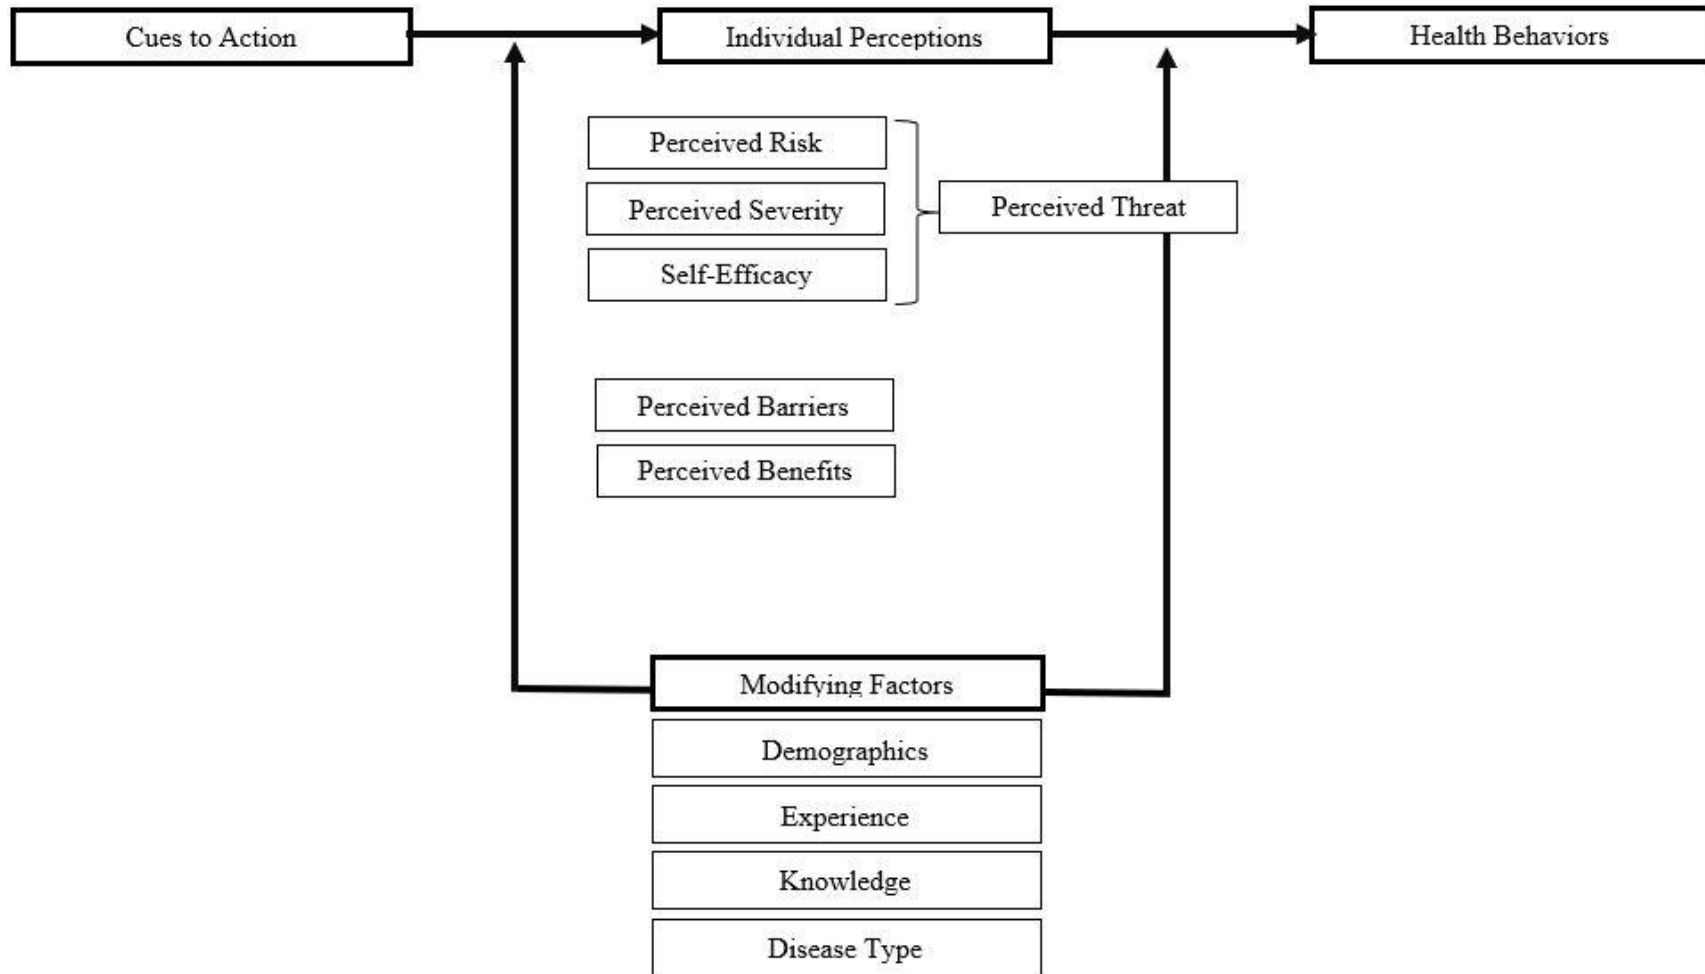 Cues to Action
Individual Perceptions
Health Behaviors
Perceived Risk
Perceived Severity
Perceived Threat
Self-Efficacy
Perceived Barriers
Perceived Benefits
Modifying Factors
Demographics
Experience
Knowledge
Disease Type